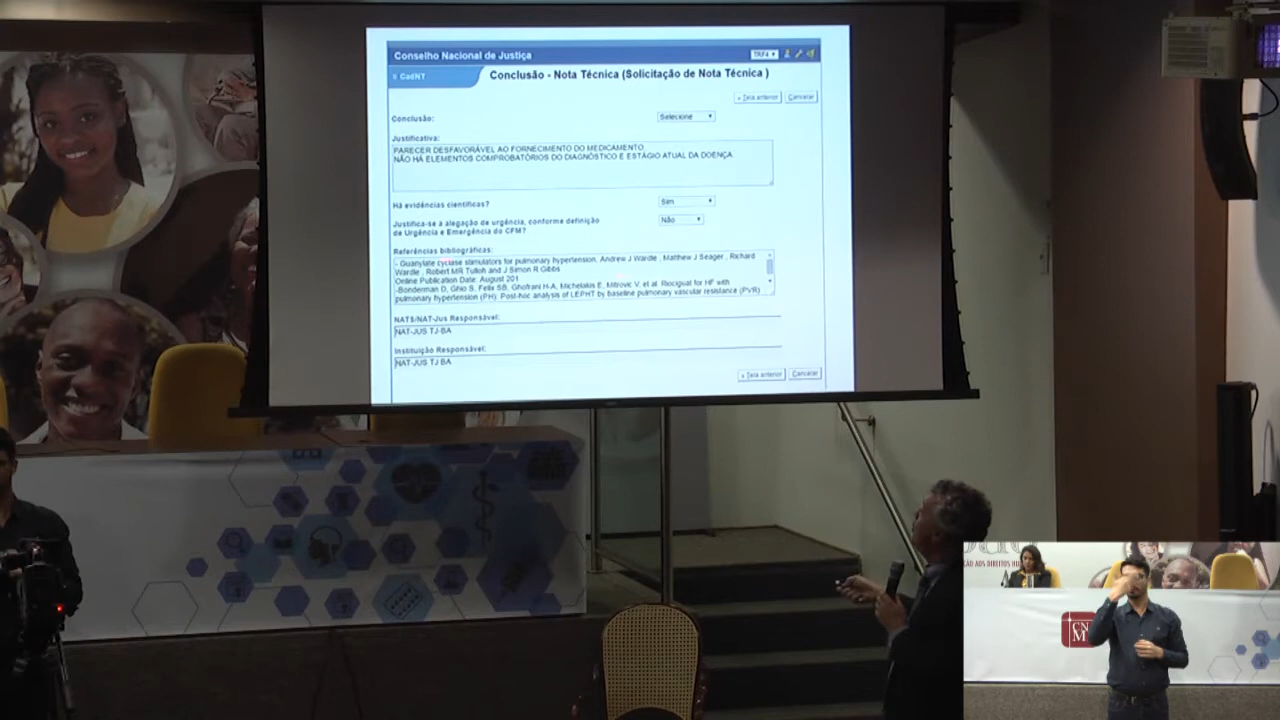 Conselho Nacional de Justiça
TRF4
CadNT
Conclusão - Nota Técnica (Solicitação de Nota Técnica )
« Tela anterior
Cancelar
Conclusão:
Selecione
Justificativa:
PARECER DESFAVORÁVEL AO FORNECIMENTO DO MEDICAMENTO
NÃO HÁ ELEMENTOS COMPROBATÓRIOS DO DIAGNÓSTICO E ESTÁGIO ATUAL DA DOENÇA
Há evidências científicas?
Sim
Justifica-se a alegação de urgência, conforme definição
Não
de Urgência e Emergência do CFM?
Referências bibliográficas:
- Guanylate cyclase stimulators for pulmonary hypertension, Andrew J Wardle , Matthew J Seager , Richard
Wardle , Robert MR Tulloh and J Simon R Gibbs
Online Publication Date: August 201
-Bonderman D, Ghio S, Felix SB, Ghofrani H-A, Michelakis E, Mitrovic V, et al. Riociguat for HF with
pulmonary hypertension (PH): Post-hoc analysis of LEPHT by baseline pulmonary vascular resistance (PVR)
NATS/NAT-Jus Responsável:
NAT-JUS TJ-BA
Instituição Responsável:
NAT-JUS TJ BA
« Tela anterior
Cancelar
ÇÃO AOS DIREITOS HU
CN
M